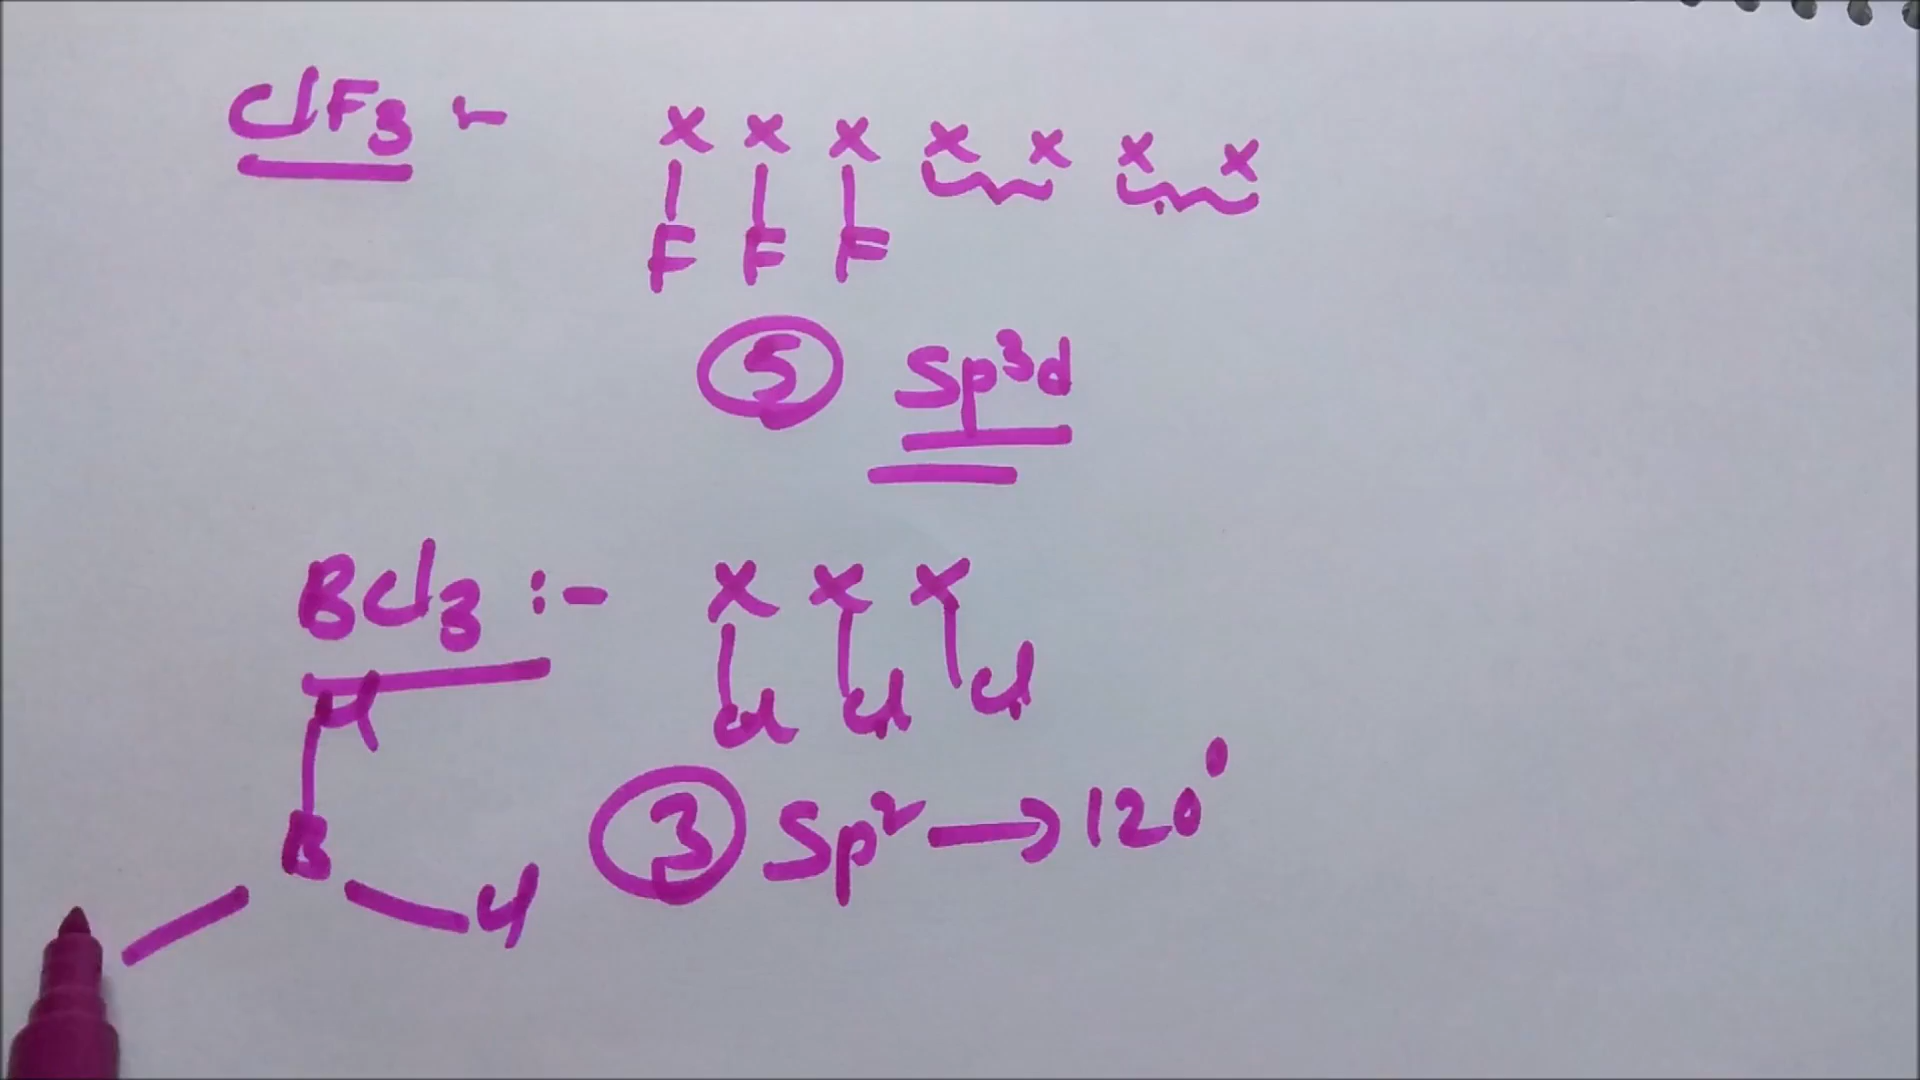 ClF3 :-
x x x x x x x
F F F
5 Sp³d
BCl3 :-
x x x
Cl Cl Cl
Cl
B
Cl
3 Sp² → 120°